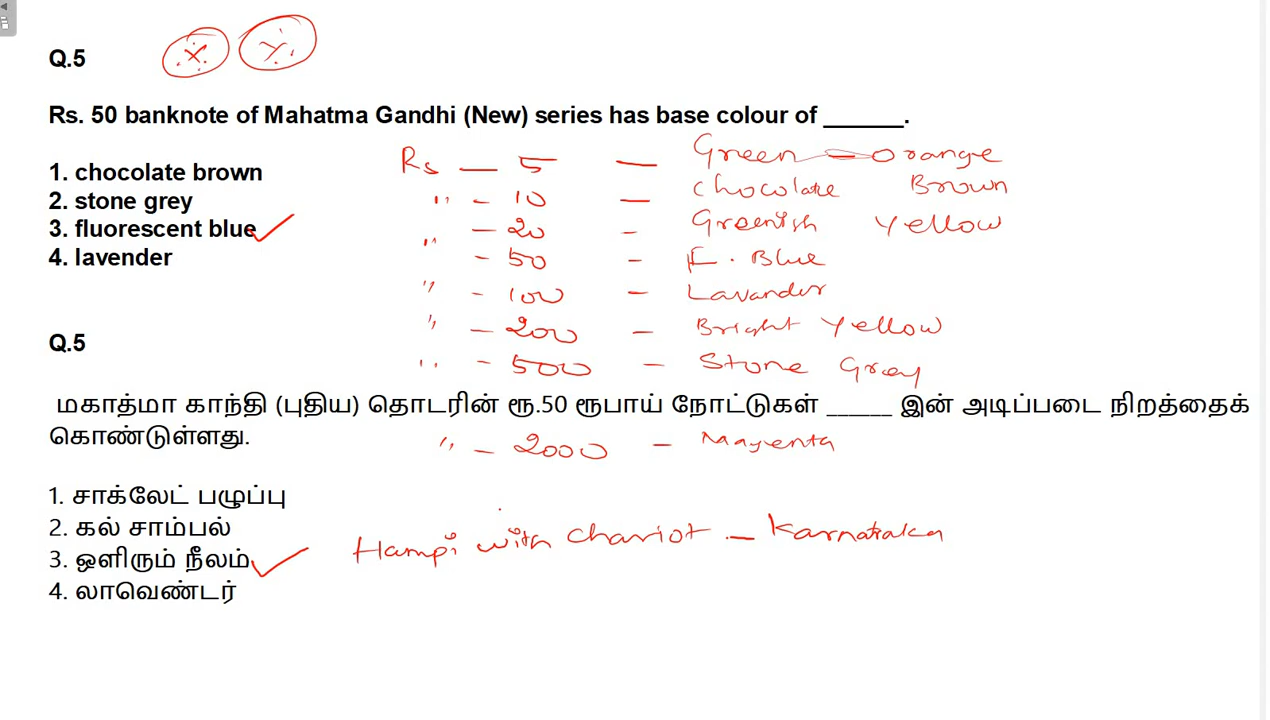 Q.5
X Y
Rs. 50 banknote of Mahatma Gandhi (New) series has base colour of ______.
1. chocolate brown
2. stone grey
3. fluorescent blue
4. lavender
Rs — 5 — Green — Orange
" - 10 — Chocolate Brown
" - 20 - Greenish Yellow
- 50 - F. Blue
" - 100 - Lavander
" - 200 - Bright Yellow
" - 500 - Stone Gray
Q.5
மகாத்மா காந்தி (புதிய) தொடரின் ரூ.50 ரூபாய் நோட்டுகள் ______ இன் அடிப்படை நிறத்தைக்
கொண்டுள்ளது.
" - 2000 - Magenta
1. சாக்லேட் பழுப்பு
2. கல் சாம்பல்
3. ஒளிரும் நீலம்
4. லாவெண்டர்
Hampi with Chariot - Karnataka